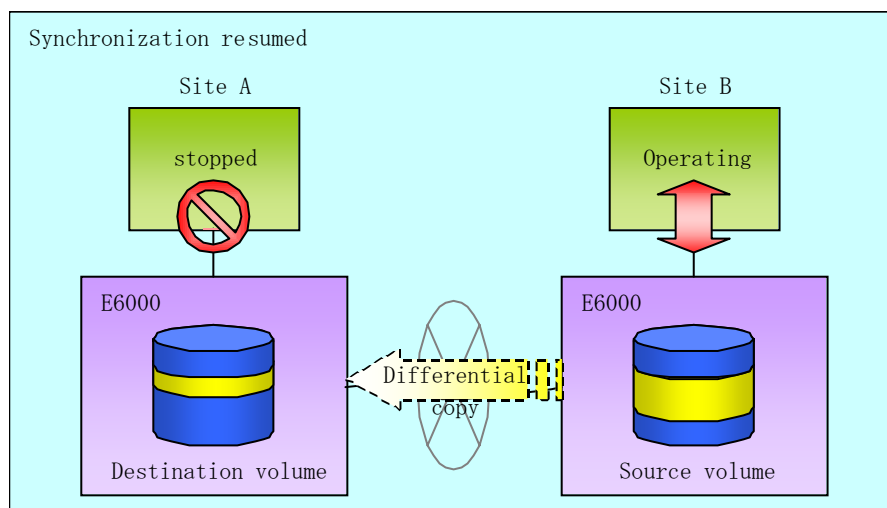 Synchronization resumed
Site A
Site B
stopped
Operating
E6000
E6000
Differential
copy
Destination volume
Source volume